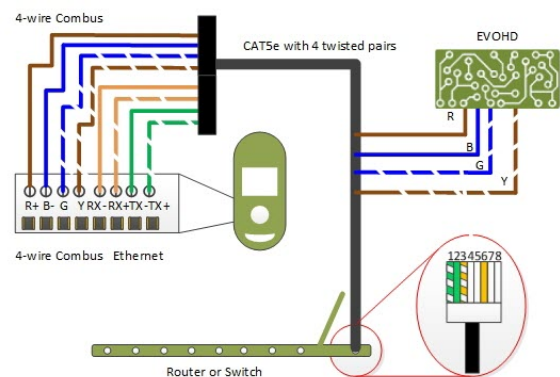 4-wire Combus
CAT5e with 4 twisted pairs
EVOHD
R
B
G
Y
R+ B- G Y RX- RX+ TX- TX+
4-wire Combus Ethernet
12345678
Router or Switch